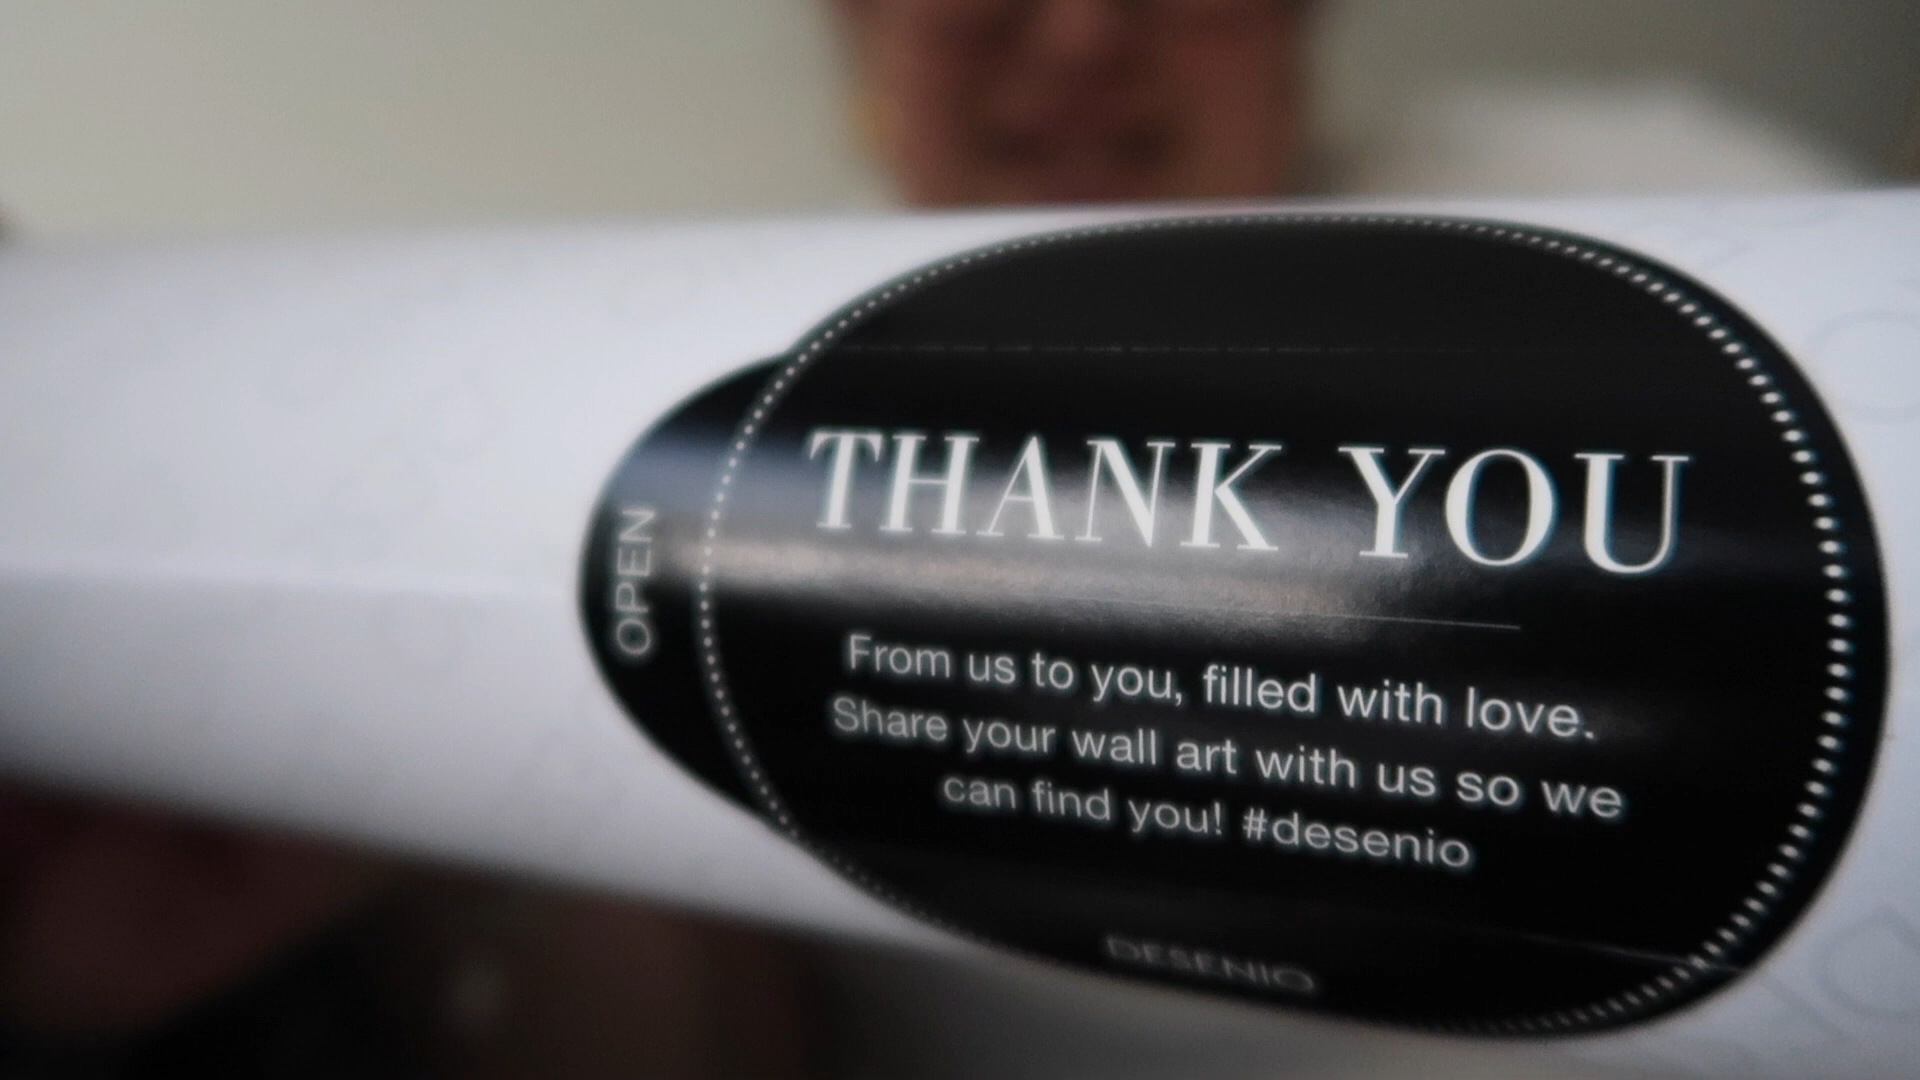 THANK YOU
OPEN
From us to you, filled with love.
Share your wall art with us so we
can find you! #desenio
DESENIO